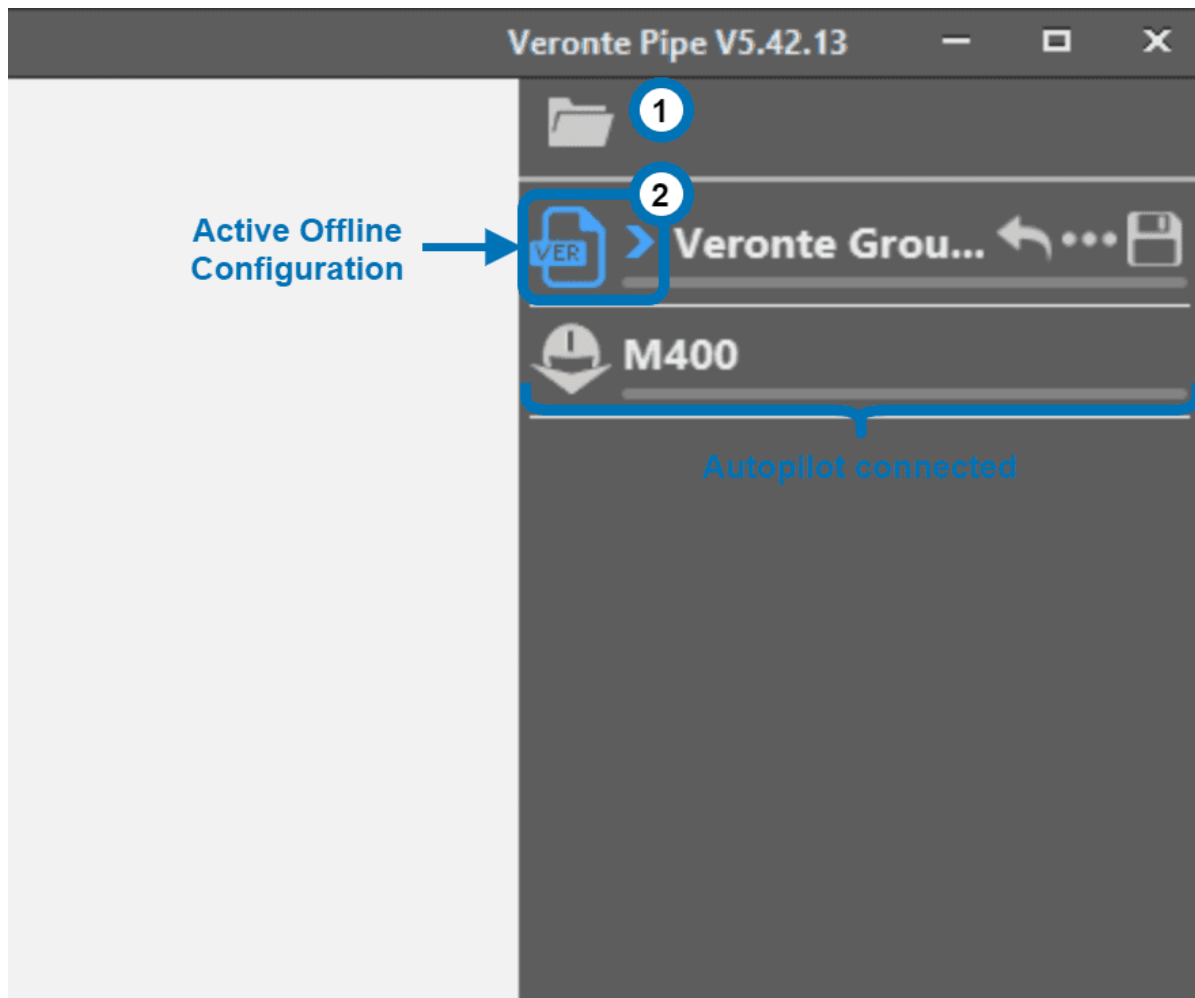 Veronte Pipe V5.42.13
1
2
Active Offline
Configuration
VER
Veronte Grou...
M400
Autopilot connected